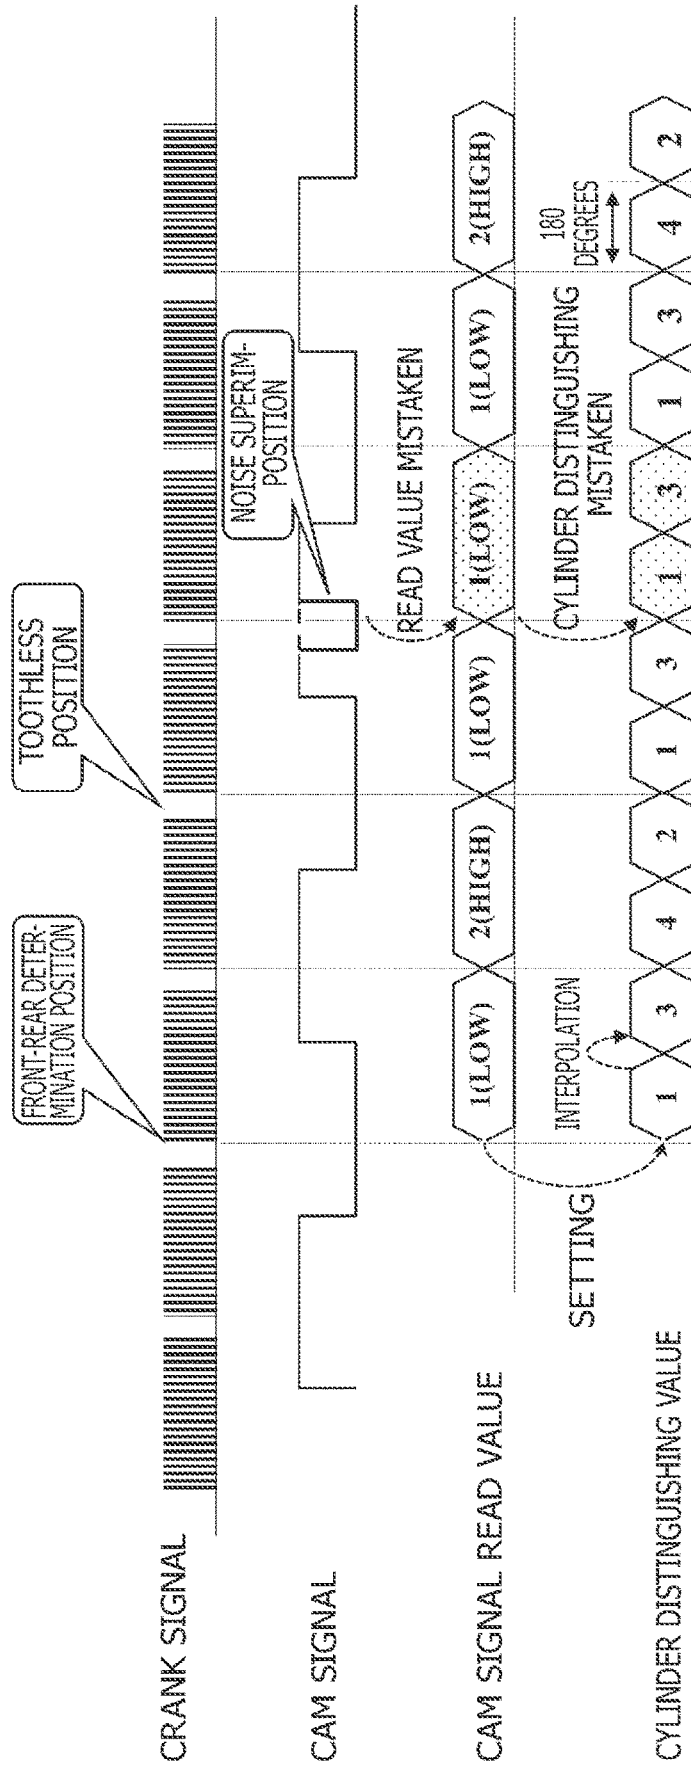 FRONT-REAR DETER-
MINATION POSITION
TOOTHLESS
POSITION
CRANK SIGNAL
NOISE SUPERIM-
POSITION
CAM SIGNAL
READ VALUE MISTAKEN
CAM SIGNAL READ VALUE
1(LOW)
2(HIGH)
1(LOW)
1(LOW)
1(LOW)
2(HIGH)
SETTING
INTERPOLATION
CYLINDER DISTINGUISHING
MISTAKEN
180
DEGREES
CYLINDER DISTINGUISHING VALUE
1
3
4
2
1
3
1
3
1
3
4
2